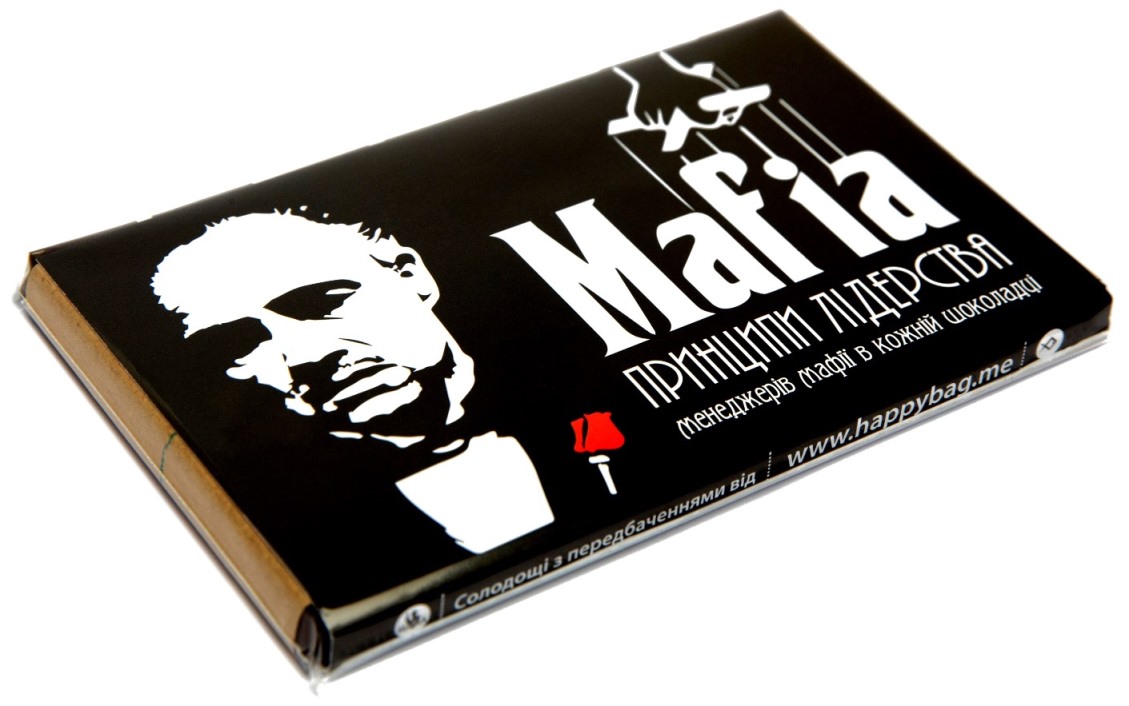 Mafia
ПРИНЦИПИ ЛІДЕРСТВА
менеджерів мафії в кожній шоколадці
Солодощі з передбаченнями від
www.happybag.me